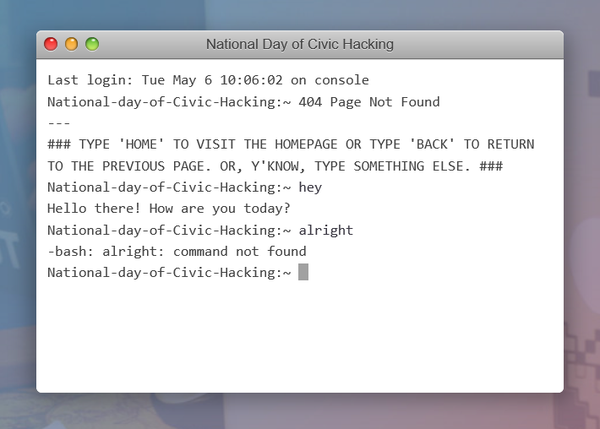 National Day of Civic Hacking
Last login: Tue May 6 10:06:02 on console
National-day-of-Civic-Hacking:~ 404 Page Not Found
---
### TYPE 'HOME' TO VISIT THE HOMEPAGE OR TYPE 'BACK' TO RETURN
TO THE PREVIOUS PAGE. OR, Y'KNOW, TYPE SOMETHING ELSE. ###
National-day-of-Civic-Hacking:~ hey
Hello there! How are you today?
National-day-of-Civic-Hacking:~ alright
-bash: alright: command not found
National-day-of-Civic-Hacking:~